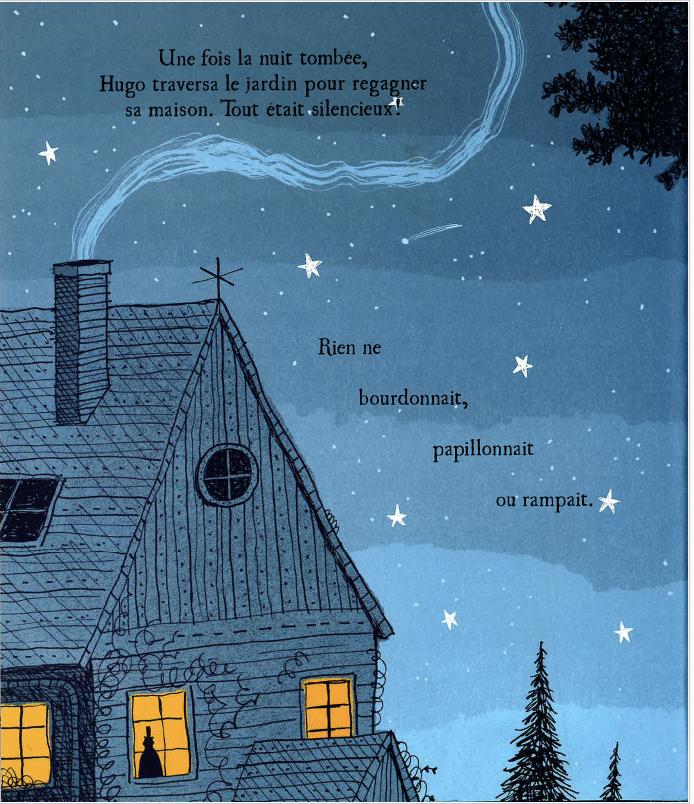 Une fois la nuit tombée,
Hugo traversa le jardin pour regagner
sa maison. Tout était silencieux.
Rien ne
bourdonnait,
papillonnait
ou rampait.